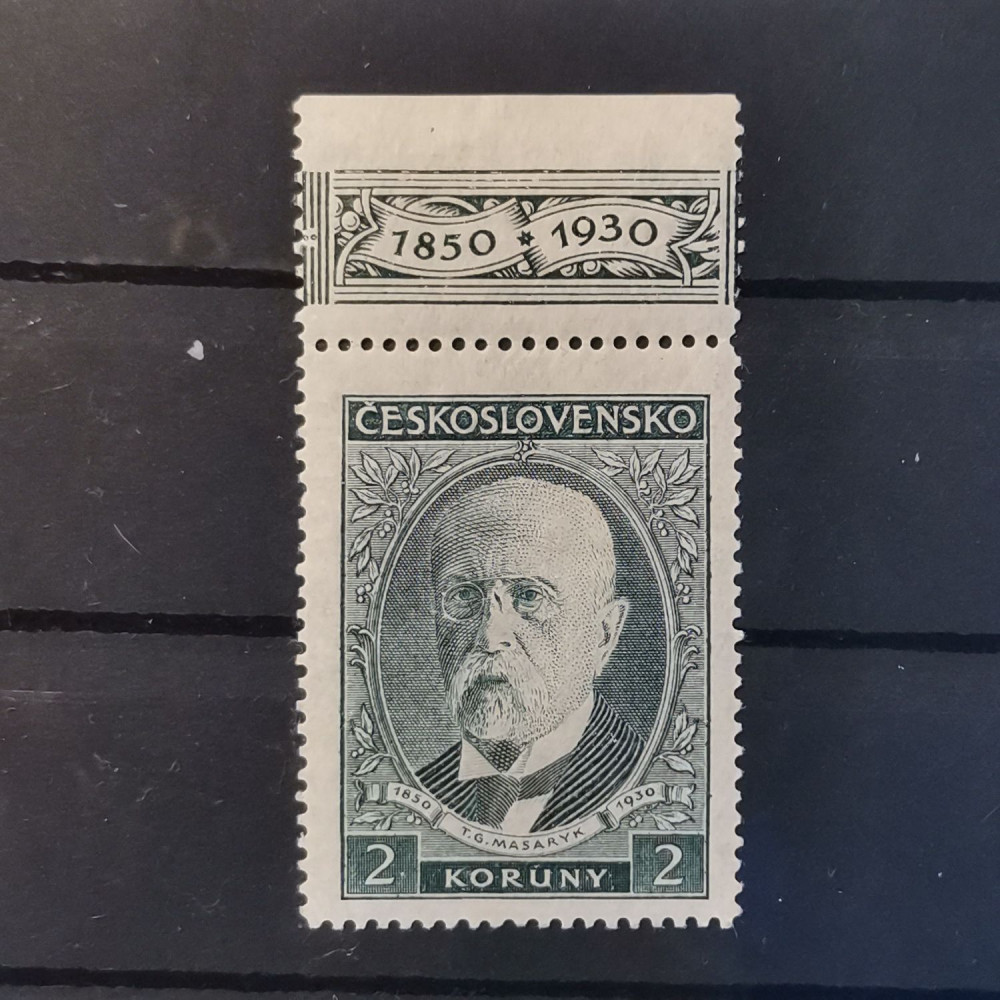 1850 * 1930
ČESKOSLOVENSKO
1850 1930
T.G. MASARYK
2 KORUNY 2